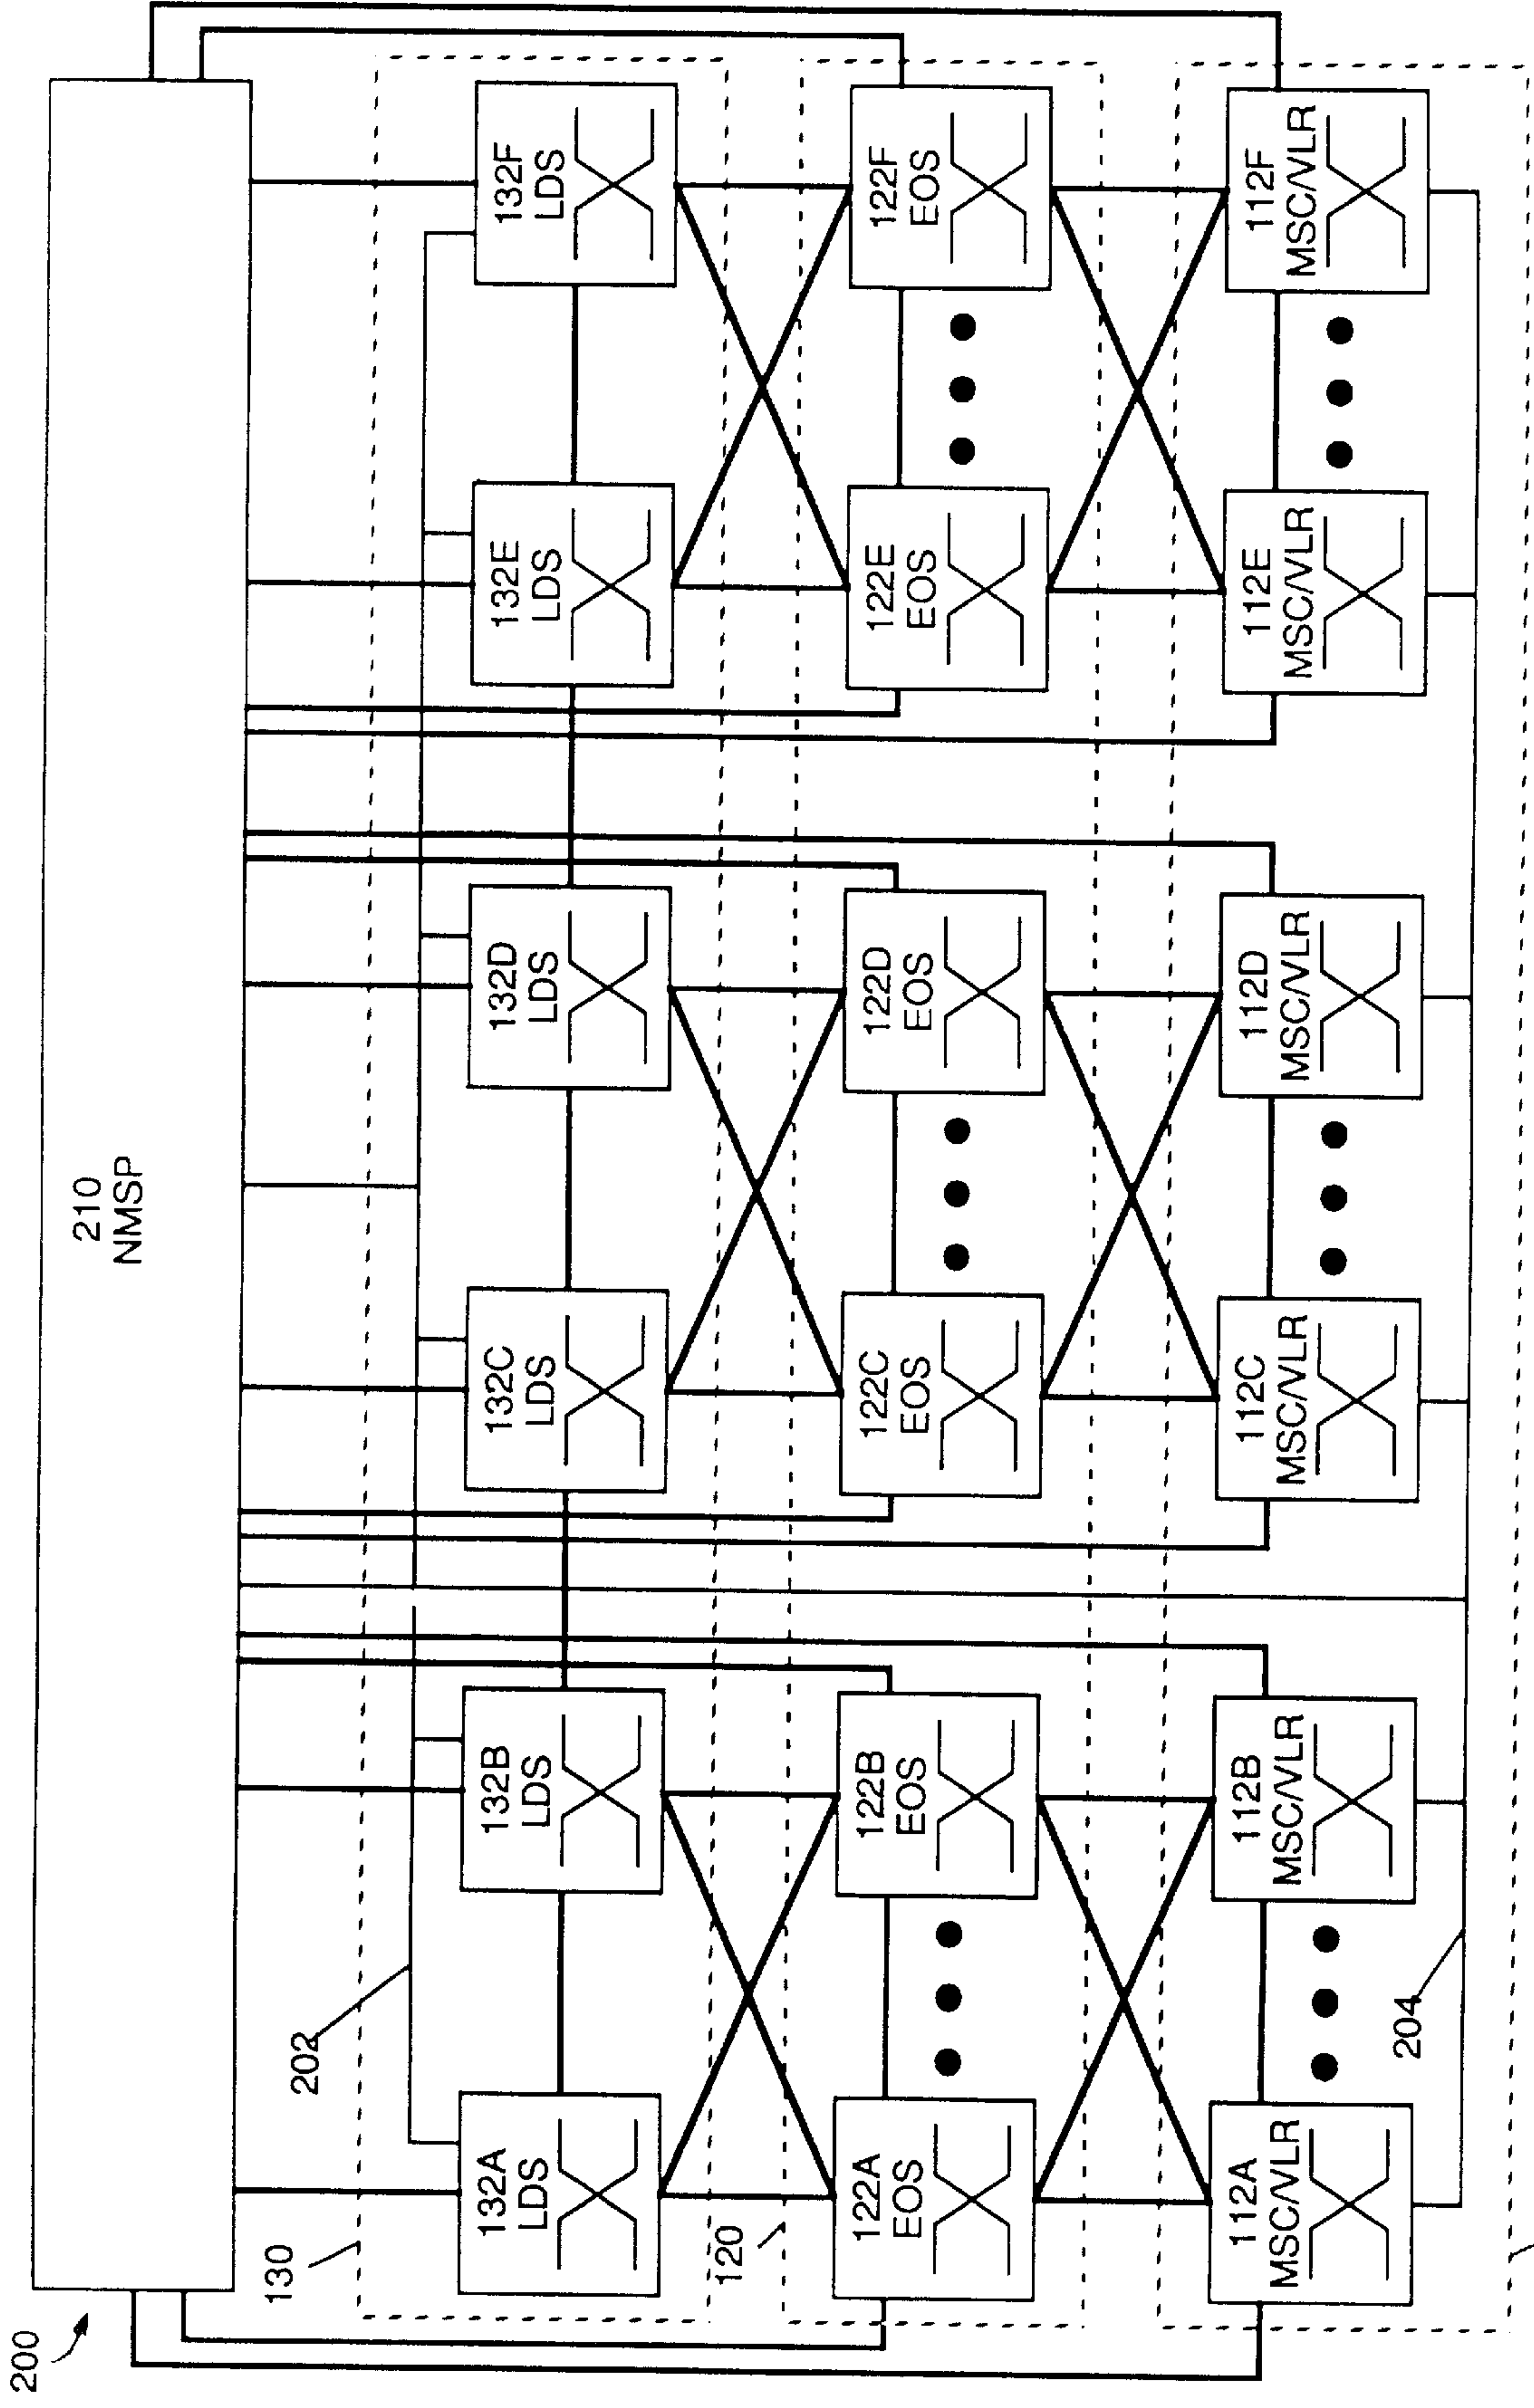 200
210
NMSP
130
202
132A
LDS
132B
LDS
132C
LDS
132D
LDS
132E
LDS
132F
LDS
120
122A
EOS
122B
EOS
122C
EOS
122D
EOS
122E
EOS
122F
EOS
112A
MSC/VLR
112B
MSC/VLR
112C
MSC/VLR
112D
MSC/VLR
112E
MSC/VLR
112F
MSC/VLR
204